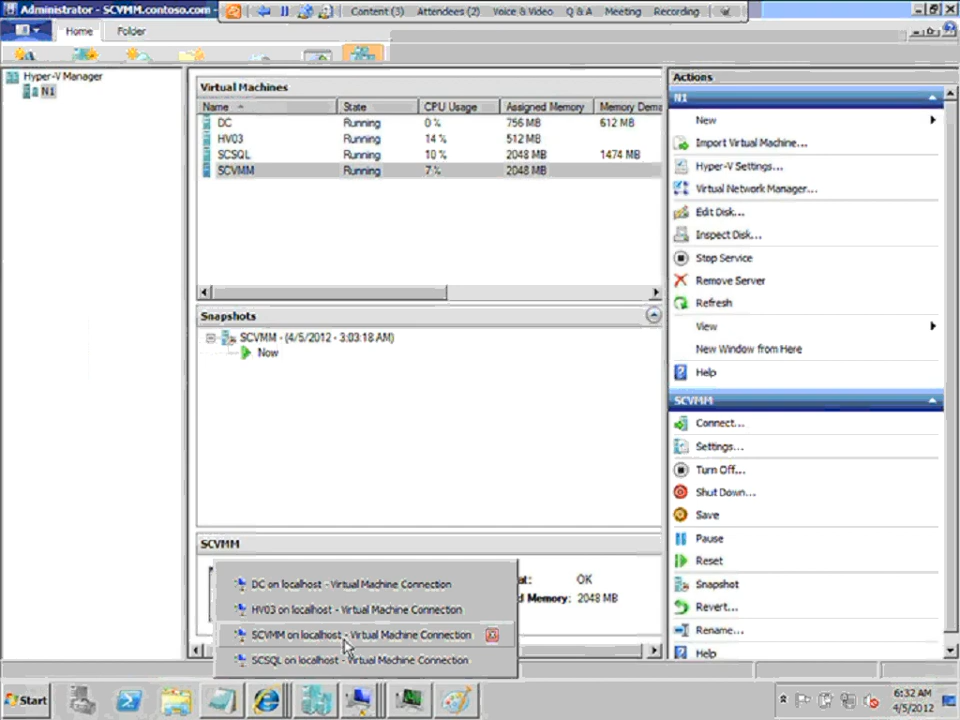 Administrator - SCVMM.contoso.com -
Content (3) Attendees (2) Voice & Video Q & A Meeting Recording
Home Folder
Hyper-V Manager
N1
Virtual Machines
Name State CPU Usage Assigned Memory Memory Dema
DC Running 0 % 756 MB 612 MB
HV03 Running 14 % 512 MB
SCSQL Running 10 % 2048 MB 1474 MB
SCVMM Running 7 % 2048 MB
Snapshots
SCVMM - (4/5/2012 - 3:03:18 AM)
Now
SCVMM
at: OK
d Memory: 2048 MB
DC on localhost - Virtual Machine Connection
HV03 on localhost - Virtual Machine Connection
SCVMM on localhost - Virtual Machine Connection
SCSQL on localhost - Virtual Machine Connection
Actions
N1
New
Import Virtual Machine...
Hyper-V Settings...
Virtual Network Manager...
Edit Disk...
Inspect Disk...
Stop Service
Remove Server
Refresh
View
New Window from Here
Help
SCVMM
Connect...
Settings...
Turn Off...
Shut Down...
Save
Pause
Reset
Snapshot
Revert...
Rename...
Help
Start
6:32 AM
4/5/2012